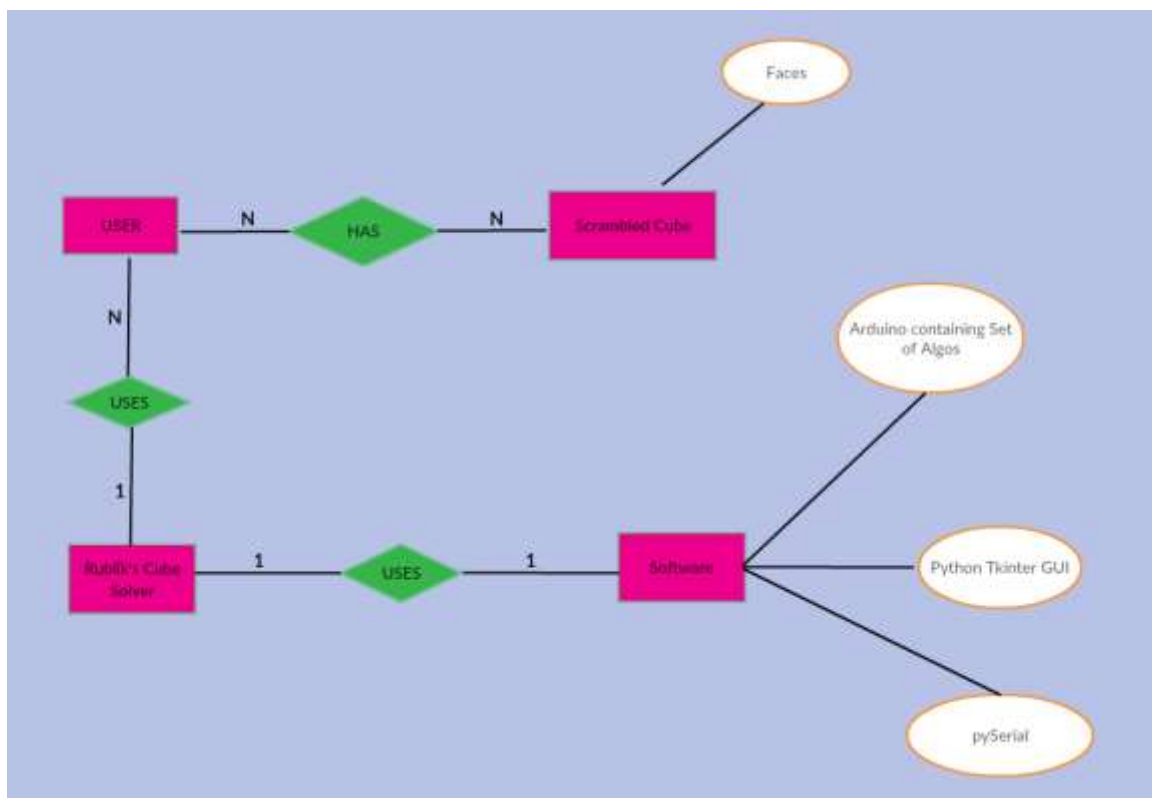 Faces
USER
N
HAS
N
Scrambled Cube
N
Arduino containing Set
of Algos
USES
1
Rubik's Cube
Solver
1
USES
1
Software
Python Tkinter GUI
pySerial